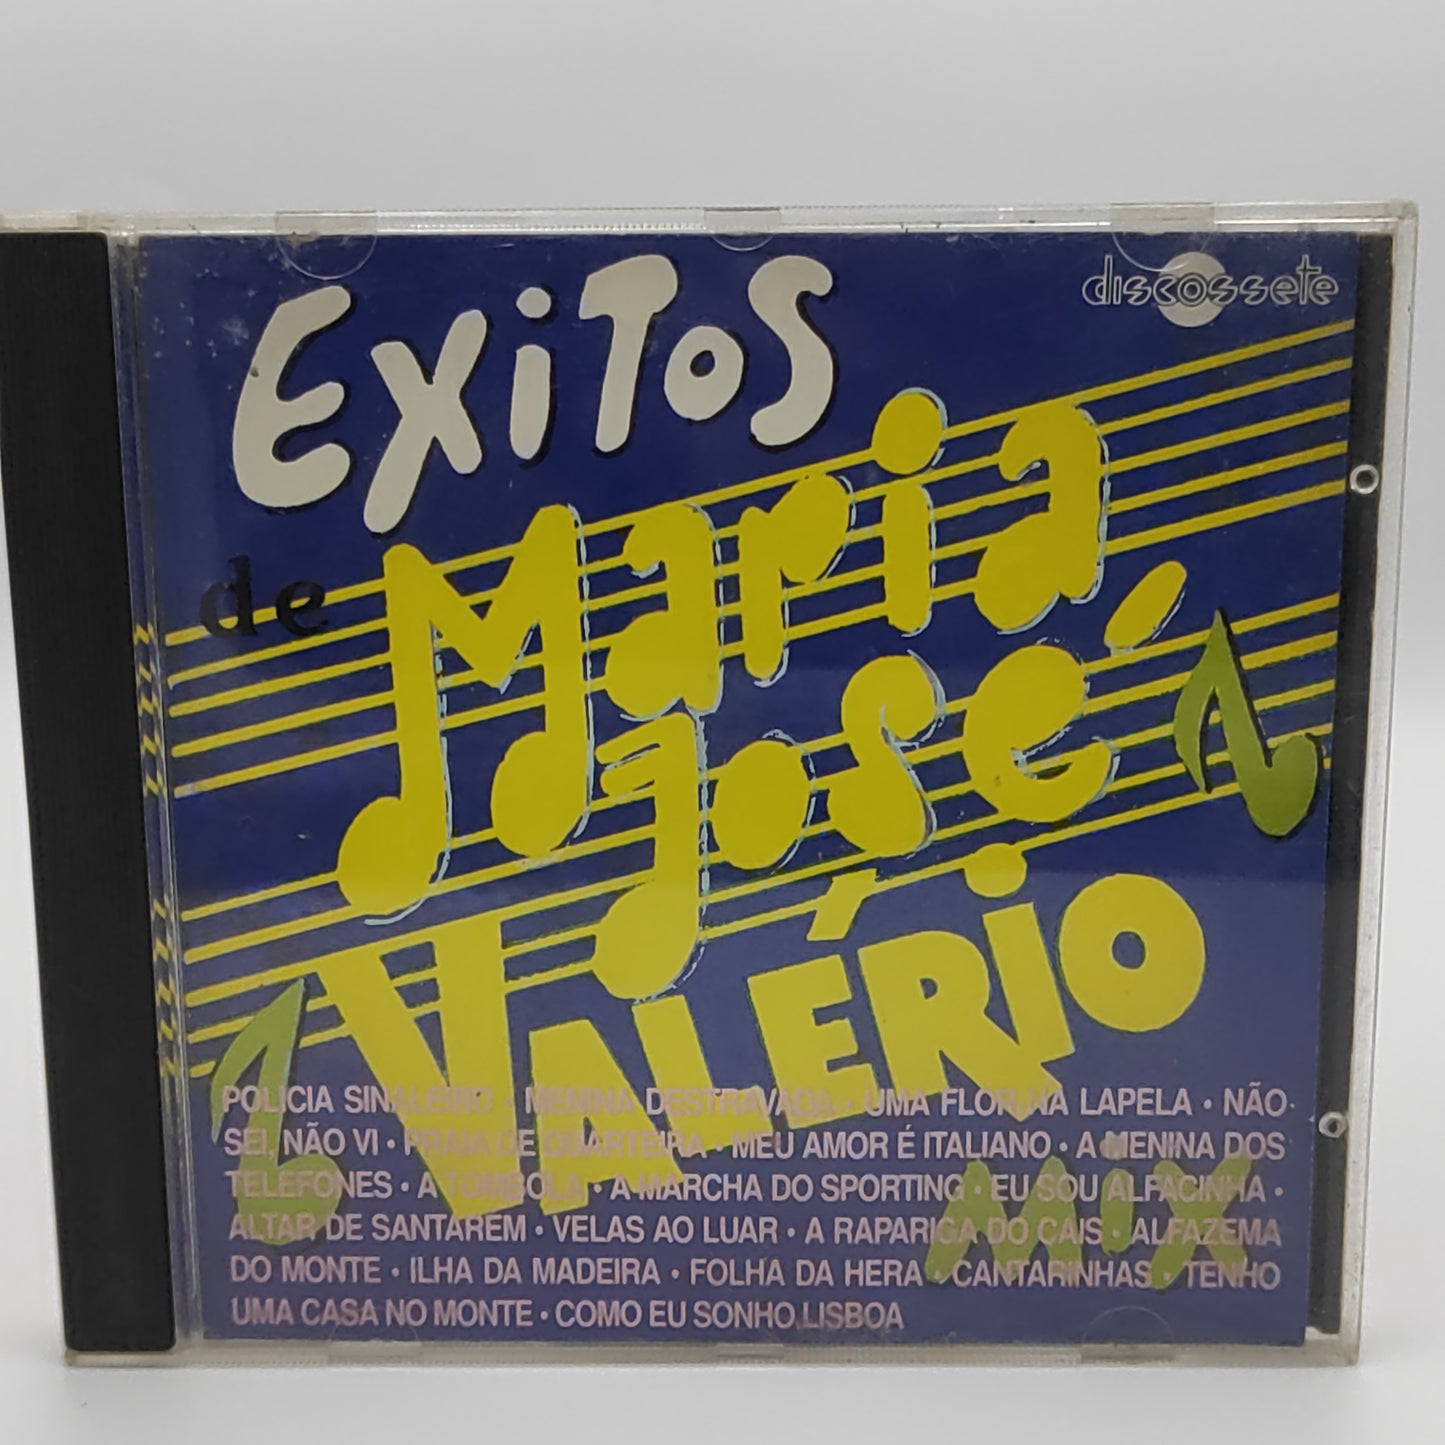 EXiTOS
discossete
de Maria
José
VALÉRiO
MiX
POLICIA SINALEIRO • MENINA DESTRAVADA • UMA FLOR NA LAPELA • NÃO
SEI, NÃO VI • PRAIA DE QUARTEIRA • MEU AMOR É ITALIANO • A MENINA DOS
TELEFONES • A TOMBOLA • A MARCHA DO SPORTING • EU SOU ALFACINHA •
ALTAR DE SANTARÉM • VELAS AO LUAR • A RAPARIGA DO CAIS • ALFAZEMA
DO MONTE • ILHA DA MADEIRA • FOLHA DA HERA • CANTARINHAS • TENHO
UMA CASA NO MONTE • COMO EU SONHO LISBOA